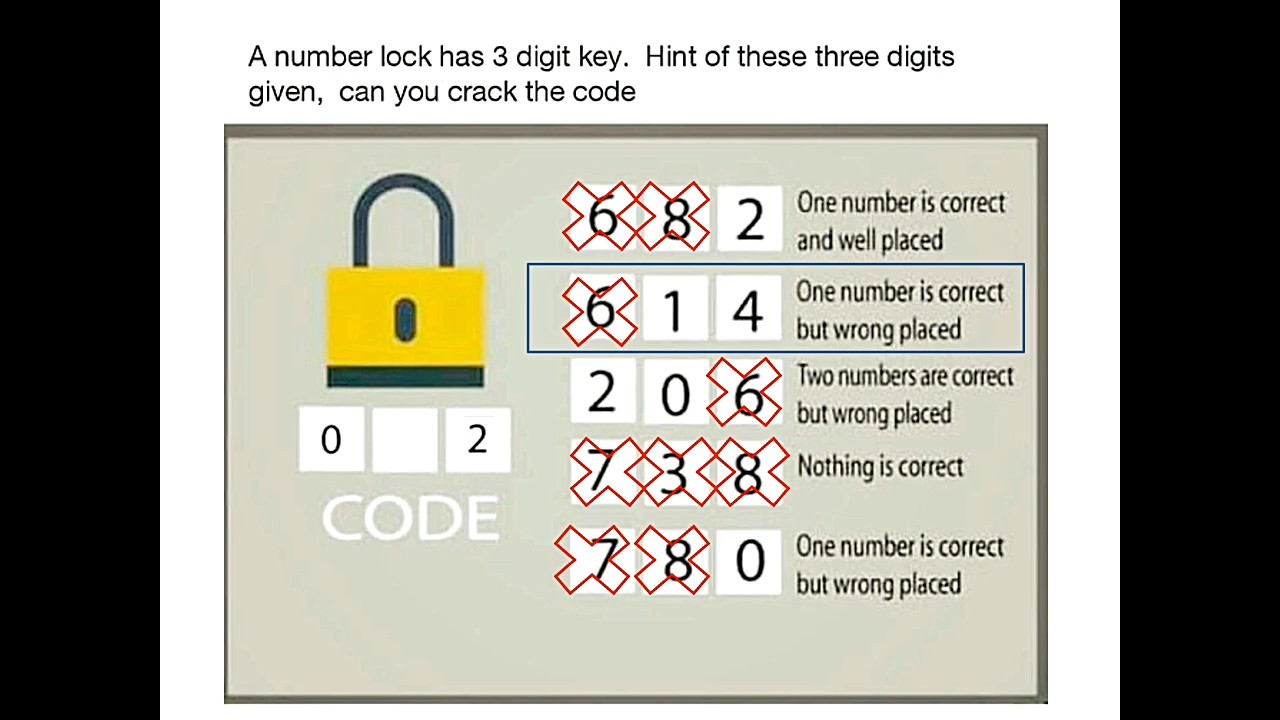 A number lock has 3 digit key.  Hint of these three digits
given,  can you crack the code
6 8 2 One number is correct
and well placed
6 1 4 One number is correct
but wrong placed
2 0 6 Two numbers are correct
but wrong placed
7 3 8 Nothing is correct
7 8 0 One number is correct
but wrong placed
0 2
CODE